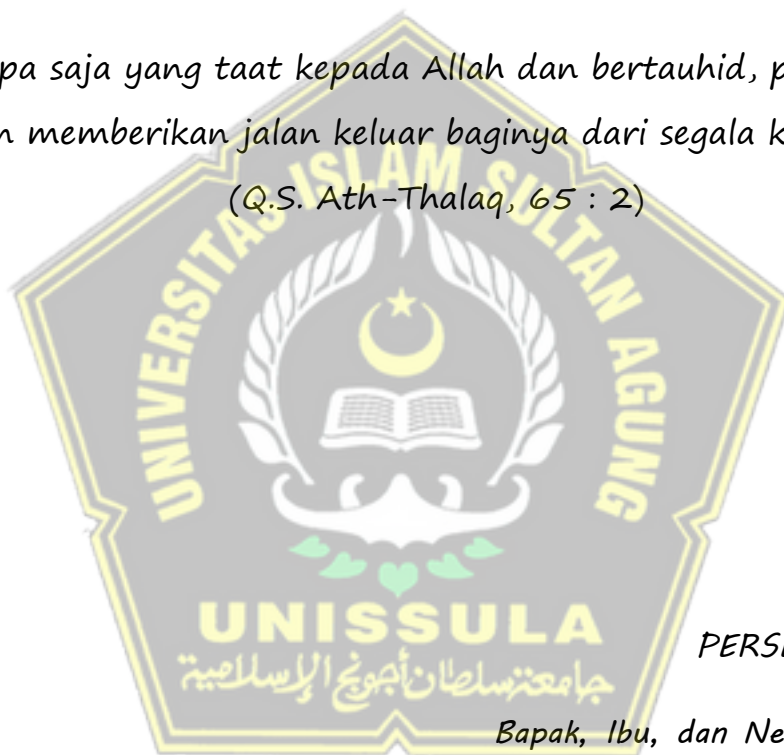 pa saja yang taat kepada Allah dan bertauhid, p
n memberikan jalan keluar baginya dari segala k
(Q.S. Ath-Thalaq, 65 : 2)
UNIVERSITAS ISLAM SULTAN AGUNG
UNISSULA
جامعة سلطان أجونج الإسلامية
PERS
Bapak, Ibu, dan Ne